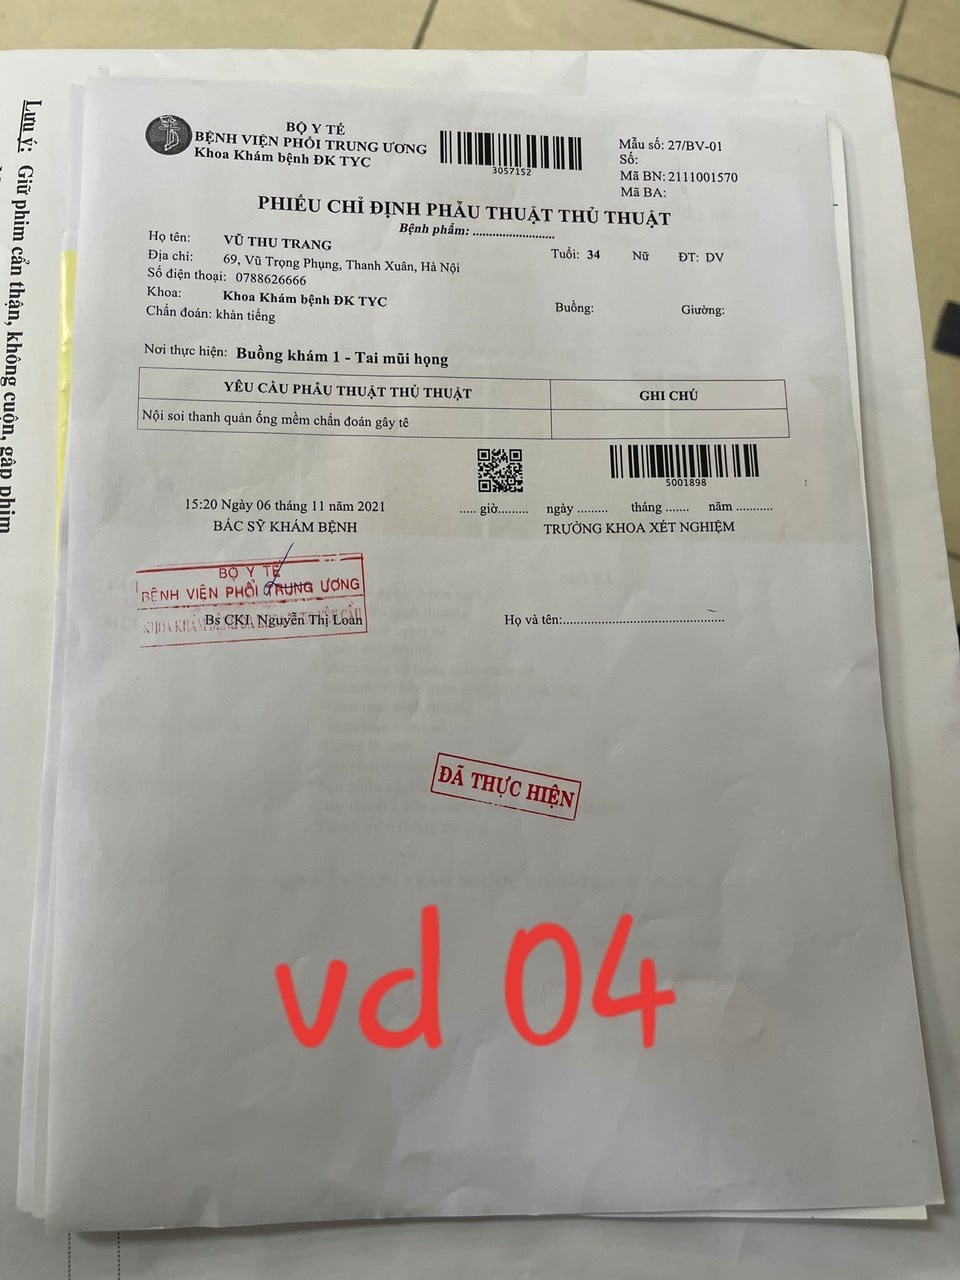 Lưu ý: Giữ phim cẩn thận, không cuộn, gập phim
BỘ Y TẾ
BỆNH VIỆN PHỔI TRUNG ƯƠNG
Khoa Khám bệnh ĐK TYC
3057152
Mẫu số: 27/BV-01
Số:
Mã BN: 2111001570
Mã BA:
PHIẾU CHỈ ĐỊNH PHẪU THUẬT THỦ THUẬT
Bệnh phẩm: ..........................
Họ tên: VŨ THU TRANG Tuổi: 34 Nữ ĐT: DV
Địa chỉ: 69, Vũ Trọng Phụng, Thanh Xuân, Hà Nội
Số điện thoại: 0788626666
Khoa: Khoa Khám bệnh ĐK TYC Buồng: Giường:
Chẩn đoán: khàn tiếng
Nơi thực hiện: Buồng khám 1 - Tai mũi họng
YÊU CẦU PHẪU THUẬT THỦ THUẬT GHI CHÚ
Nội soi thanh quản ống mềm chẩn đoán gây tê
5001898
15:20 Ngày 06 tháng 11 năm 2021
..... giờ......... ngày ......... tháng ....... năm ...........
BÁC SỸ KHÁM BỆNH
TRƯỞNG KHOA XÉT NGHIỆM
BỘ Y TẾ
BỆNH VIỆN PHỔI TRUNG ƯƠNG
KHOA KHÁM BỆNH
Bs CKI. Nguyễn Thị Loan
Họ và tên:..........................................
ĐÃ THỰC HIỆN
vd 04